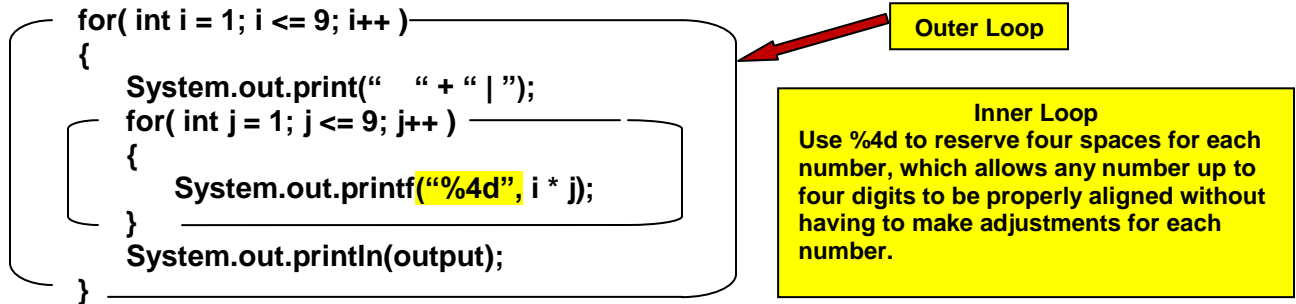 for( int i = 1; i <= 9; i++ )
{
System.out.print(“    “ + “ | ”);
for( int j = 1; j <= 9; j++ )
{
System.out.printf(“%4d”, i * j);
}
System.out.println(output);
}
Outer Loop
Inner Loop
Use %4d to reserve four spaces for each
number, which allows any number up to
four digits to be properly aligned without
having to make adjustments for each
number.